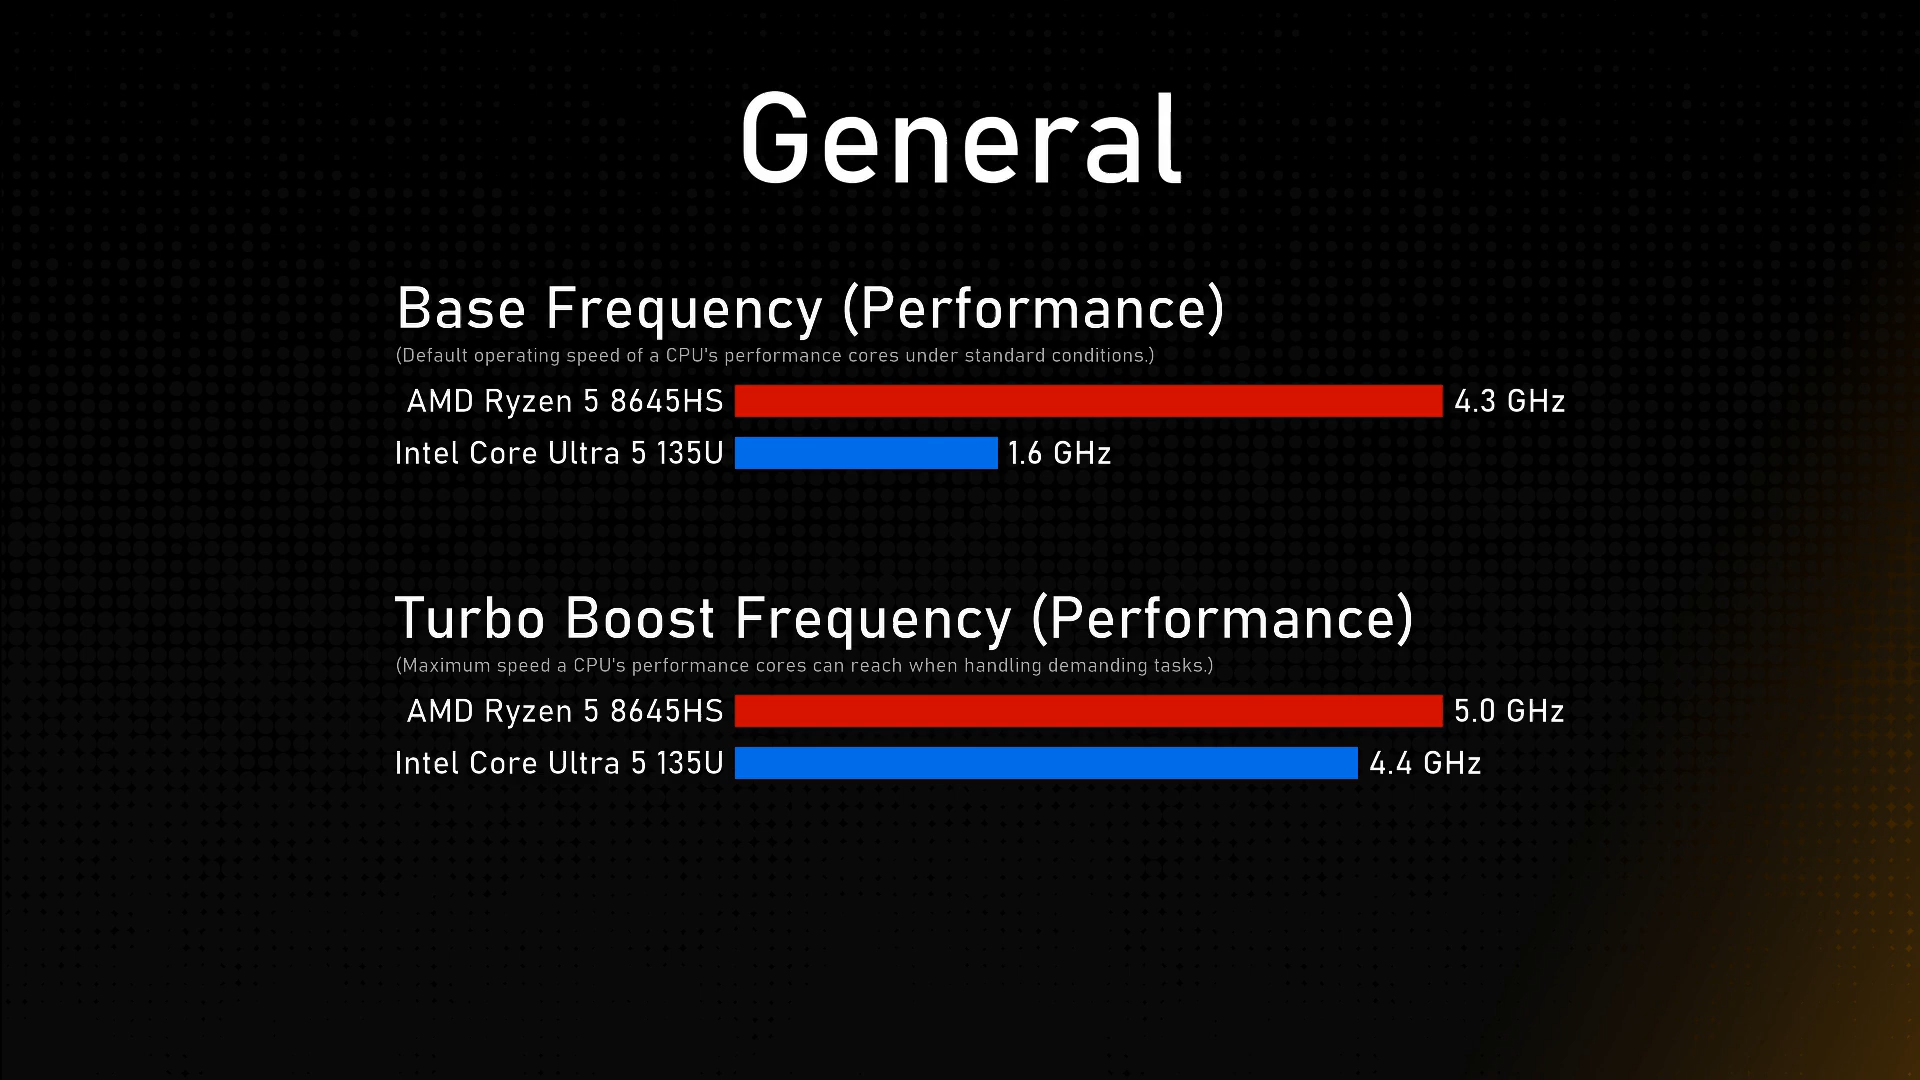 General
Base Frequency (Performance)
(Default operating speed of a CPU's performance cores under standard conditions.)
AMD Ryzen 5 8645HS 4.3 GHz
Intel Core Ultra 5 135U 1.6 GHz
Turbo Boost Frequency (Performance)
(Maximum speed a CPU's performance cores can reach when handling demanding tasks.)
AMD Ryzen 5 8645HS 5.0 GHz
Intel Core Ultra 5 135U 4.4 GHz